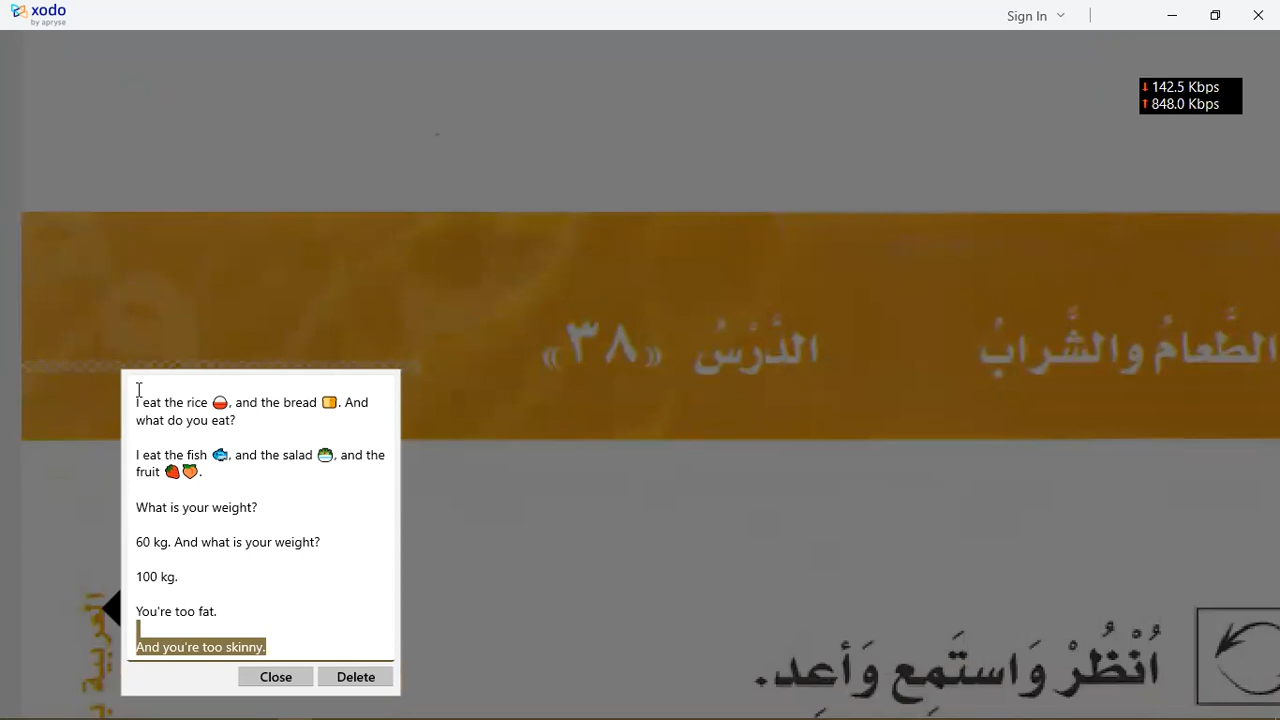 xodo
by apryse
Sign In
↓ 142.5 Kbps
↑ 848.0 Kbps
الطَّعامُ والشَّرابُ
الدَّرْسُ «٣٨»
I eat the rice 🍚, and the bread 🍞. And
what do you eat?
I eat the fish 🐟, and the salad 🥗, and the
fruit 🍓🍑.
What is your weight?
60 kg. And what is your weight?
100 kg.
You're too fat.
And you're too skinny.
Close
Delete
العربية
اُنْظُرْ وَاستَمِع وَأعِد.